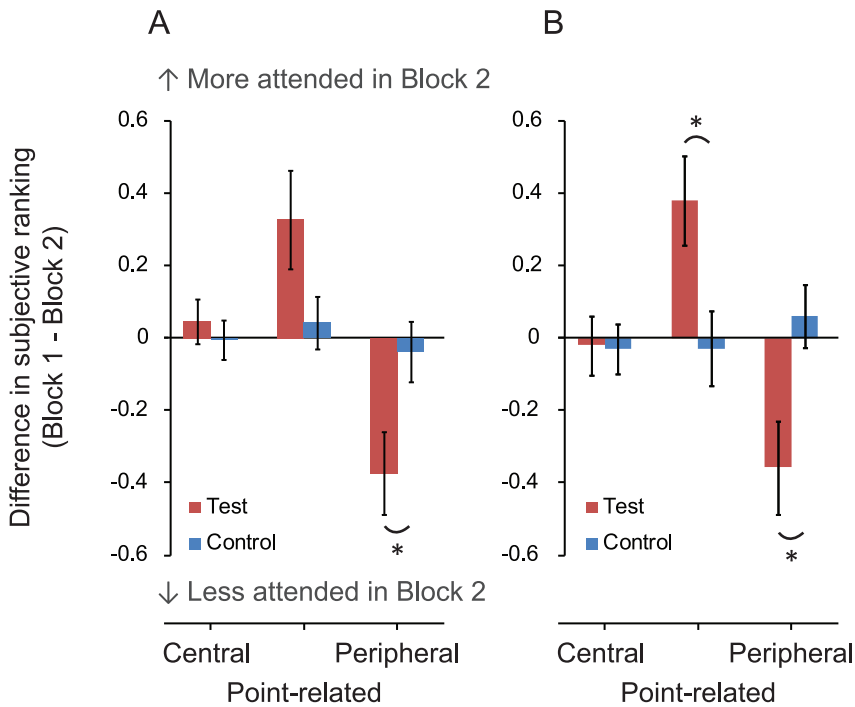 A
B
↑ More attended in Block 2
Difference in subjective ranking
(Block 1 - Block 2)
0.6
0.4
0.2
0
-0.2
-0.4
-0.6
*
Test
Control
0.6
0.4
0.2
0
-0.2
-0.4
-0.6
*
*
Test
Control
↓ Less attended in Block 2
Central
Peripheral
Point-related
Central
Peripheral
Point-related